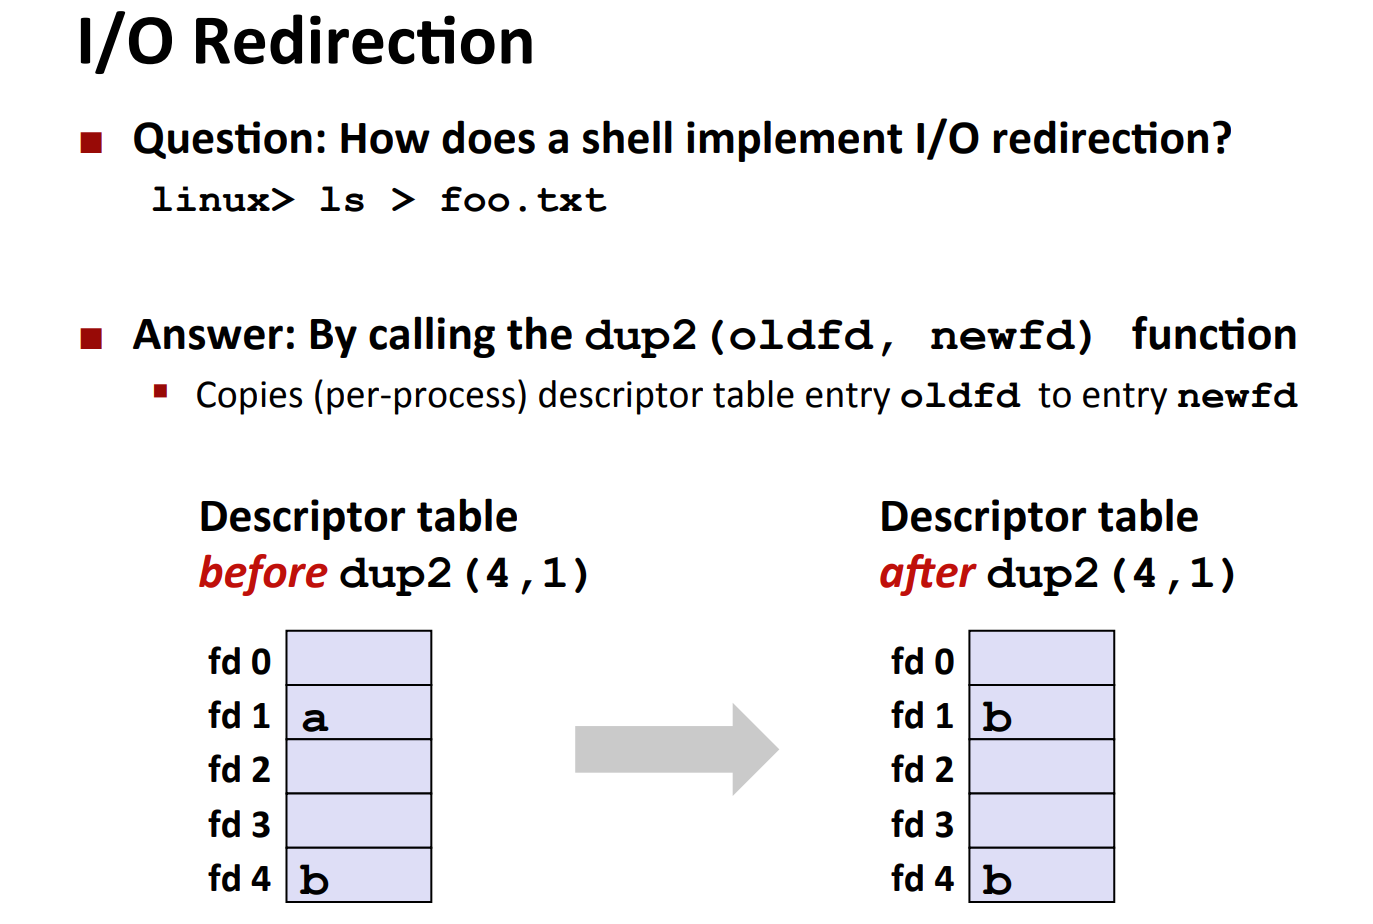 I/O Redirection
Question: How does a shell implement I/O redirection?
linux> ls > foo.txt
Answer: By calling the dup2(oldfd, newfd) function
Copies (per-process) descriptor table entry oldfd to entry newfd
Descriptor table
before dup2(4,1)
fd 0
fd 1 a
fd 2
fd 3
fd 4 b
Descriptor table
after dup2(4,1)
fd 0
fd 1 b
fd 2
fd 3
fd 4 b